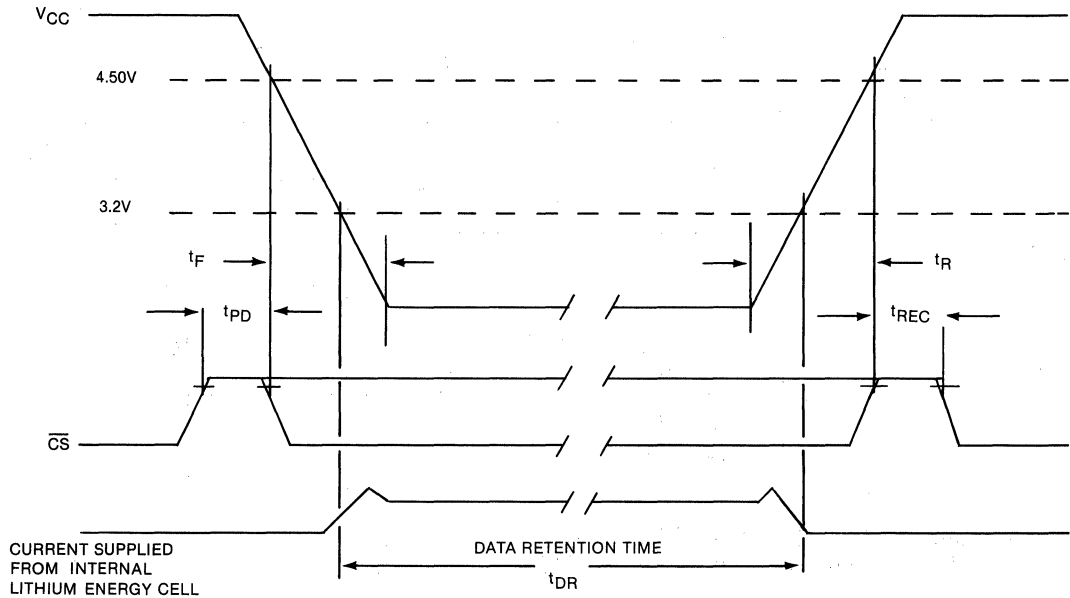 VCC
4.50V
3.2V
tF
tR
tPD
tREC
CS
CURRENT SUPPLIED
FROM INTERNAL
LITHIUM ENERGY CELL
DATA RETENTION TIME
tDR